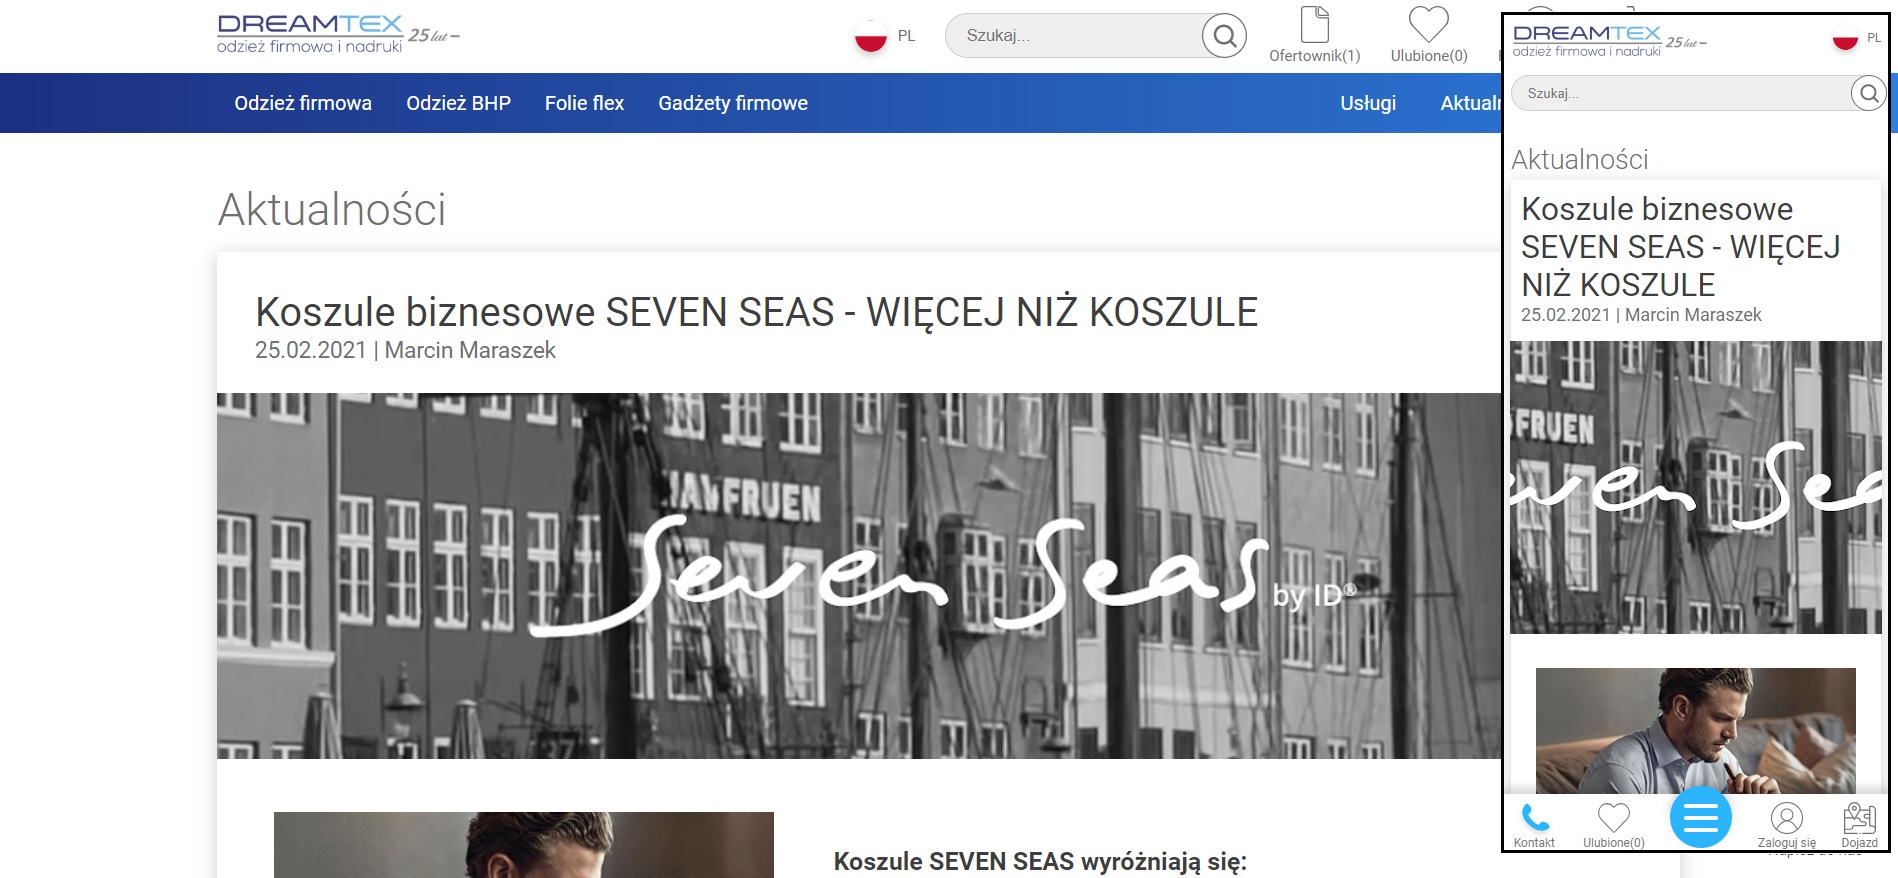 DREAMTEX
odzież firmowa i nadruki
25 lat
PL
Szukaj...
Ofertownik(1)
Ulubione(0)
Odzież firmowa
Odzież BHP
Folie flex
Gadżety firmowe
Usługi
Aktualności
Koszule biznesowe SEVEN SEAS - WIĘCEJ NIŻ KOSZULE
25.02.2021 | Marcin Maraszek
FRUEN
Seven Seas by ID®
37
Koszule SEVEN SEAS wyróżniają się:
DREAMTEX
odzież firmowa i nadruki
25 lat
PL
Szukaj...
Aktualności
Koszule biznesowe
SEVEN SEAS - WIĘCEJ
NIŻ KOSZULE
25.02.2021 | Marcin Maraszek
FRUEN
Kontakt
Ulubione(0)
Zaloguj się
Dojazd